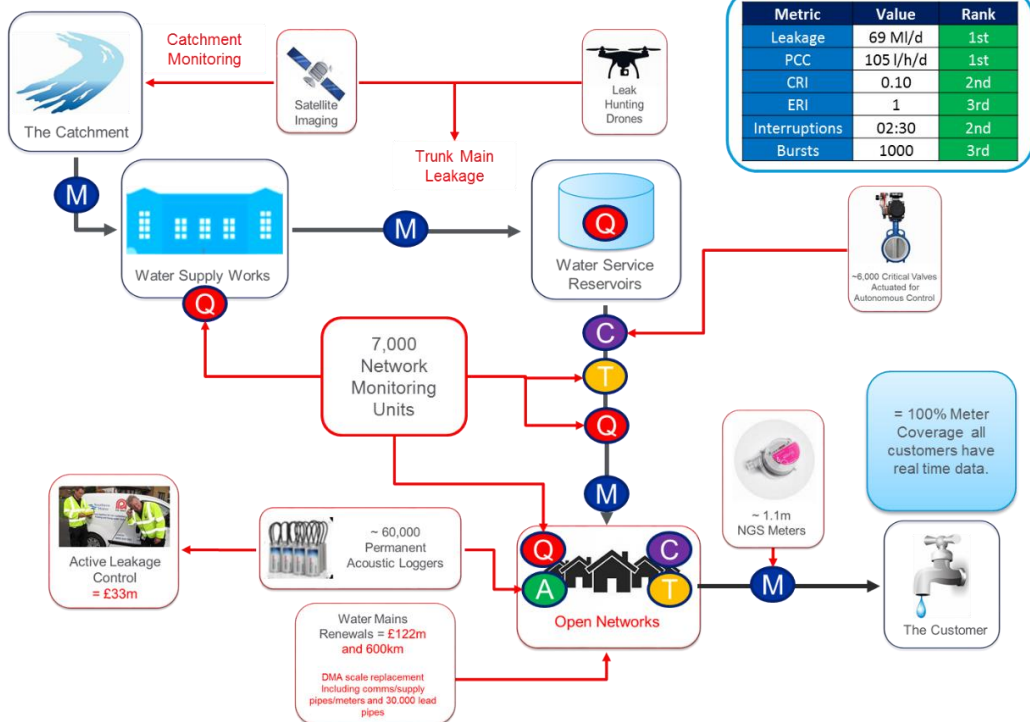 Metric Value Rank
Leakage 69 Ml/d 1st
PCC 105 l/h/d 1st
CRI 0.10 2nd
ERI 1 3rd
Interruptions 02:30 2nd
Bursts 1000 3rd
Catchment
Monitoring
The Catchment
Satellite
Imaging
Leak
Hunting
Drones
Trunk Main
Leakage
M
M
Water Supply Works
Q
Q
Water Service
Reservoirs
~6,000 Critical Valves
Actuated for
Autonomous Control
C
T
Q
M
7,000
Network
Monitoring
Units
= 100% Meter
Coverage all
customers have
real time data.
~ 1.1m
NGS Meters
Active Leakage
Control
= £33m
~ 60,000
Permanent
Acoustic Loggers
Q
C
A
T
Open Networks
M
The Customer
Water Mains
Renewals = £122m
and 600km
DMA scale replacement
Including comms/supply
pipes/meters and 30.000 lead
pipes